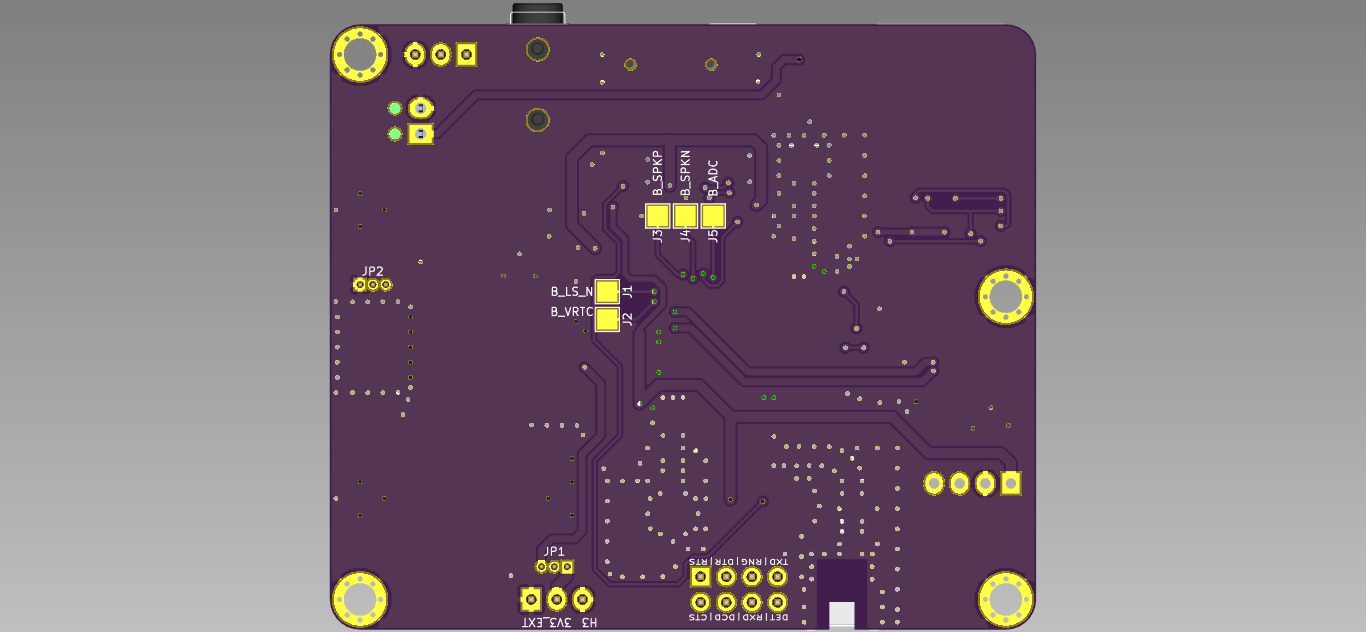 B_SPKP
B_SPKN
B_ADC
J3
J4
J5
JP2
B_LS_N
J1
B_VRTC
J2
JP1
RTS|DTR|RNG|TXD
CTS|DCD|RXD|DET
3V3_EXT
H3